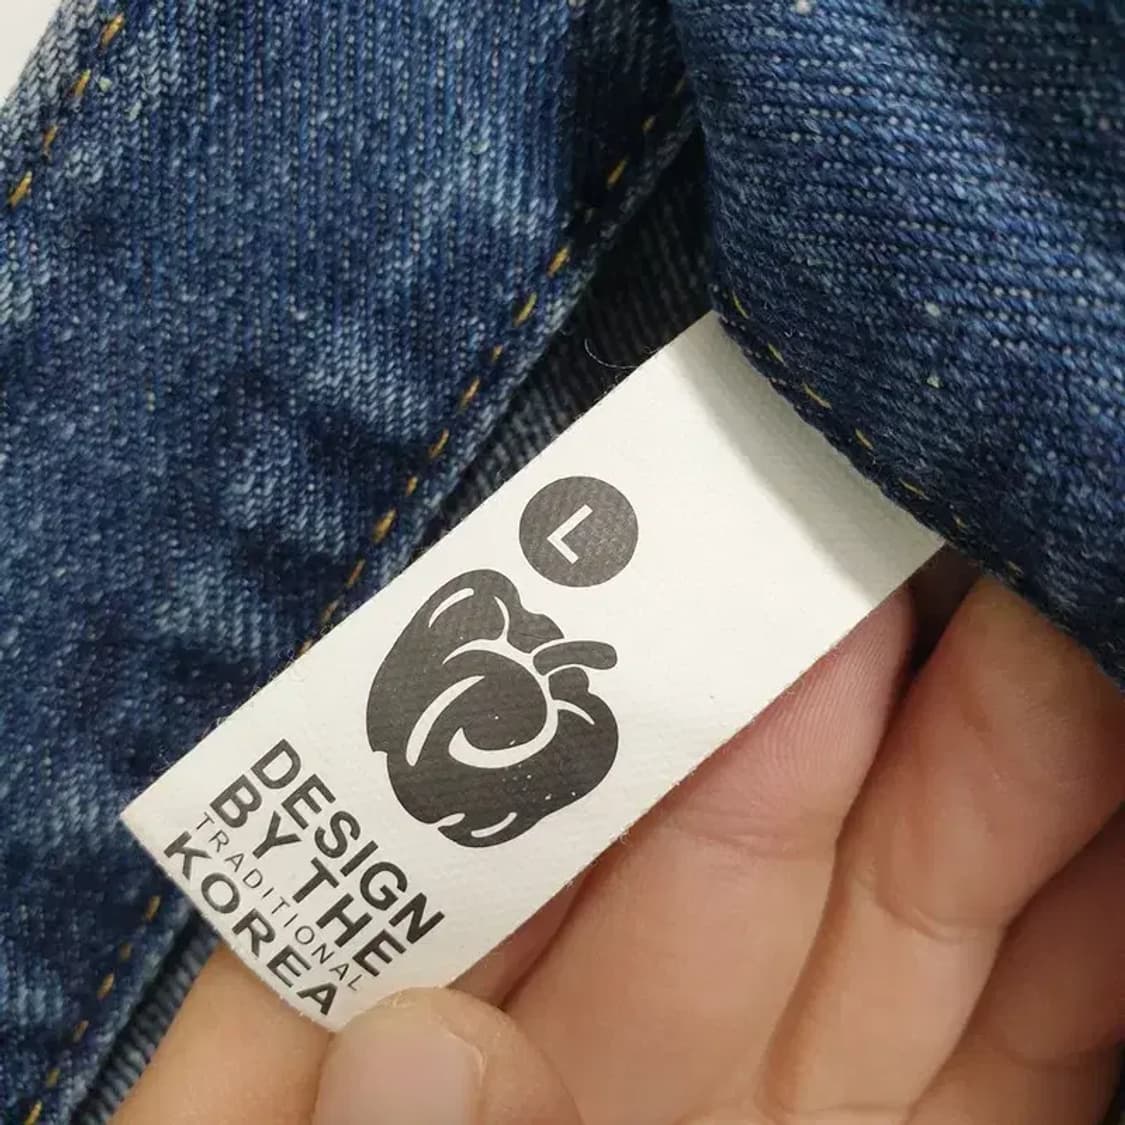 L
DESIGN
BY THE
TRADITIONAL
KOREA